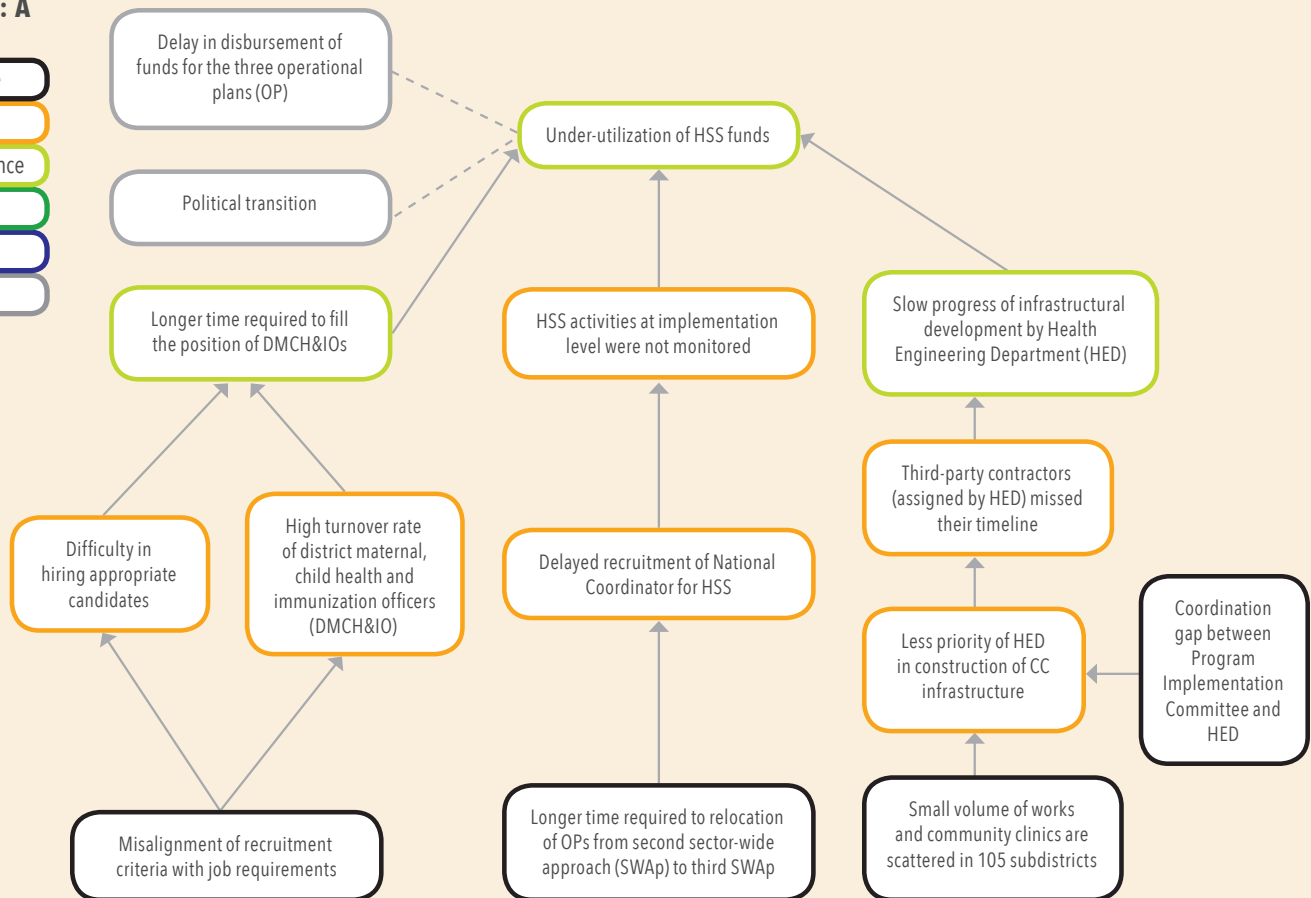 : A
nce
Delay in disbursement of
funds for the three operational
plans (OP)
Under-utilization of HSS funds
Political transition
Longer time required to fill
the position of DMCH&IOs
HSS activities at implementation
level were not monitored
Slow progress of infrastructural
development by Health
Engineering Department (HED)
Third-party contractors
(assigned by HED) missed
their timeline
Difficulty in
hiring appropriate
candidates
High turnover rate
of district maternal,
child health and
immunization officers
(DMCH&IO)
Delayed recruitment of National
Coordinator for HSS
Less priority of HED
in construction of CC
infrastructure
Coordination
gap between
Program
Implementation
Committee and
HED
Misalignment of recruitment
criteria with job requirements
Longer time required to relocation
of OPs from second sector-wide
approach (SWAp) to third SWAp
Small volume of works
and community clinics are
scattered in 105 subdistricts